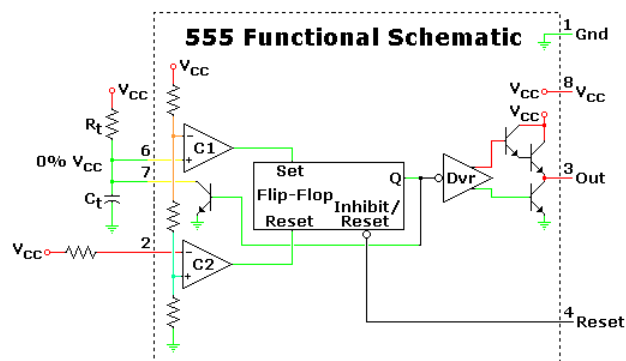 555 Functional Schematic
1 Gnd
VCC
8 VCC
VCC
VCC
VCC
Rt
6
C1
0% VCC
7
Set
Q
Dvr
3 Out
Ct
Flip-Flop
Inhibit/
Reset Reset
VCC
2
C2
4 Reset
− + − +